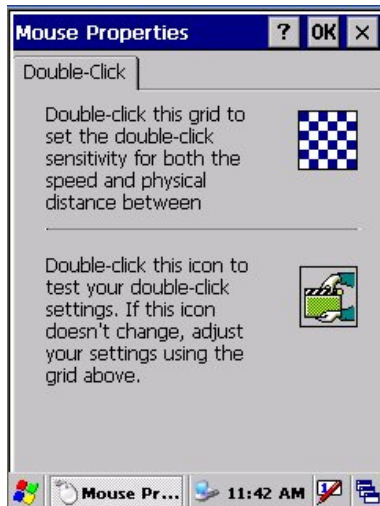 Mouse Properties ? OK ×
Double-Click
Double-click this grid to
set the double-click
sensitivity for both the
speed and physical
distance between
Double-click this icon to
test your double-click
settings. If this icon
doesn't change, adjust
your settings using the
grid above.
Mouse Pr... 11:42 AM